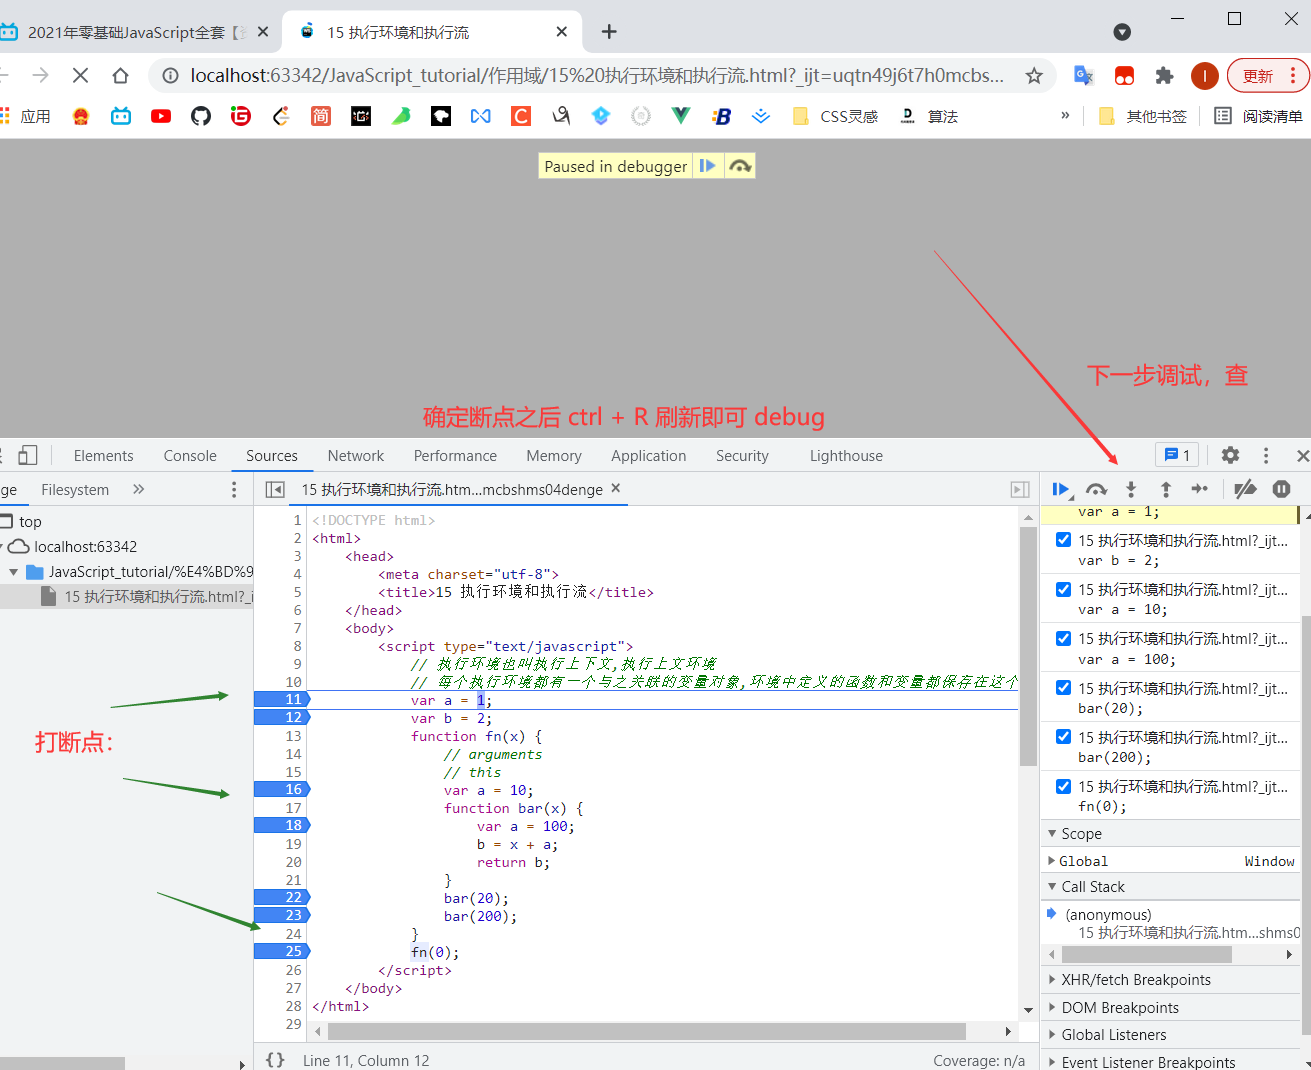 2021年零基础JavaScript全套【
15 执行环境和执行流
localhost:63342/JavaScript_tutorial/作用域/15%20执行环境和执行流.html?_ijt=uqtn49j6t7h0mcbs...
I
更新
应用
简
C
B
CSS灵感
算法
»
其他书签
阅读清单
Paused in debugger
下一步调试，查
确定断点之后 ctrl + R 刷新即可 debug
Elements Console Sources Network Performance Memory Application Security Lighthouse 1
ge Filesystem »
15 执行环境和执行流.htm...mcbshms04denge
top
localhost:63342
JavaScript_tutorial/%E4%BD%9
15 执行环境和执行流.html?_i
打断点：
1 <!DOCTYPE html>
2 <html>
3 <head>
4 <meta charset="utf-8">
5 <title>15 执行环境和执行流</title>
6 </head>
7 <body>
8 <script type="text/javascript">
9 // 执行环境也叫执行上下文,执行上文环境
10 // 每个执行环境都有一个与之关联的变量对象,环境中定义的函数和变量都保存在这个
11 var a = 1;
12 var b = 2;
13 function fn(x) {
14 // arguments
15 // this
16 var a = 10;
17 function bar(x) {
18 var a = 100;
19 b = x + a;
20 return b;
21 }
22 bar(20);
23 bar(200);
24 }
25 fn(0);
26 </script>
27 </body>
28 </html>
29
{} Line 11, Column 12
Coverage: n/a
var a = 1;
15 执行环境和执行流.html?_ijt...
var b = 2;
15 执行环境和执行流.html?_ijt...
var a = 10;
15 执行环境和执行流.html?_ijt...
var a = 100;
15 执行环境和执行流.html?_ijt...
bar(20);
15 执行环境和执行流.html?_ijt...
bar(200);
15 执行环境和执行流.html?_ijt...
fn(0);
Scope
Global Window
Call Stack
(anonymous)
15 执行环境和执行流.htm...shms0
XHR/fetch Breakpoints
DOM Breakpoints
Global Listeners
Event Listener Breakpoints